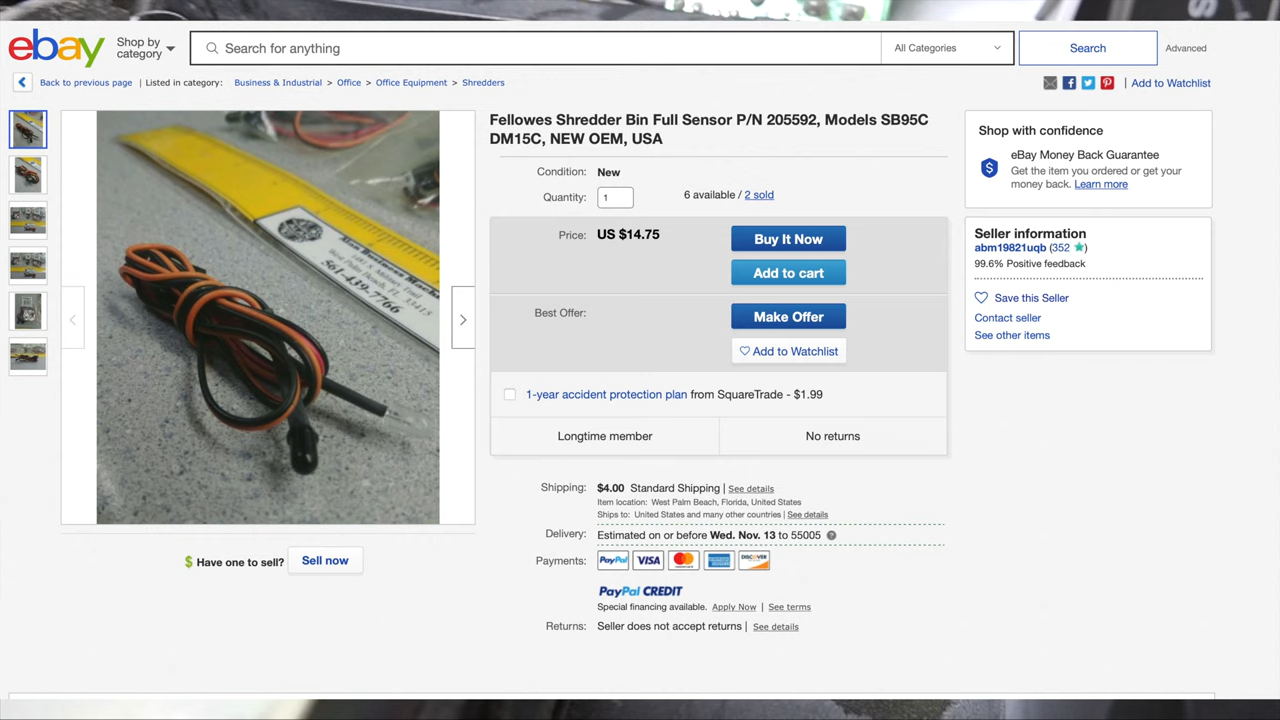 ebay
Shop by
category
Search for anything
All Categories
Search
Advanced
Back to previous page | Listed in category: Business & Industrial > Office > Office Equipment > Shredders
| Add to Watchlist
Fellowes Shredder Bin Full Sensor P/N 205592, Models SB95C
DM15C, NEW OEM, USA
Condition: New
Quantity: 1 6 available / 2 sold
Price: US $14.75
Buy It Now
Add to cart
Best Offer:
Make Offer
Add to Watchlist
1-year accident protection plan from SquareTrade - $1.99
Longtime member No returns
Shipping: $4.00 Standard Shipping | See details
Item location: West Palm Beach, Florida, United States
Ships to: United States and many other countries | See details
Delivery: Estimated on or before Wed. Nov. 13 to 55005
Payments: PayPal VISA MasterCard DISCOVER
PayPal CREDIT
Special financing available. Apply Now | See terms
Returns: Seller does not accept returns | See details
Shop with confidence
eBay Money Back Guarantee
Get the item you ordered or get your
money back. Learn more
Seller information
abm19821uqb (352 )
99.6% Positive feedback
Save this Seller
Contact seller
See other items
561-439-7766
33415
Have one to sell? Sell now